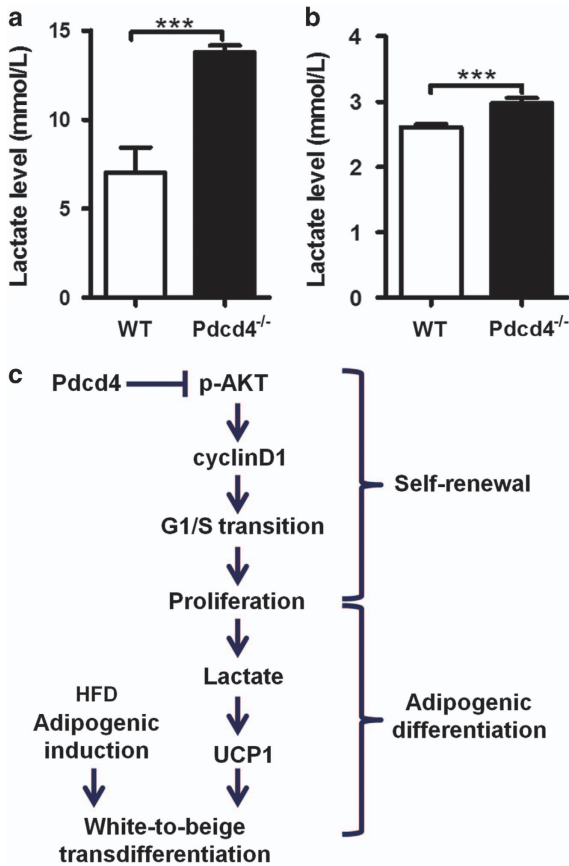 a
Lactate level (mmol/L)
15
10
5
0
***
WT
Pdcd4-/-
b
Lactate level (mmol/L)
4
3
2
1
0
***
WT
Pdcd4-/-
c
Pdcd4
p-AKT
cyclinD1
G1/S transition
Proliferation
Self-renewal
Lactate
HFD
Adipogenic
induction
UCP1
Adipogenic
differentiation
White-to-beige
transdifferentiation